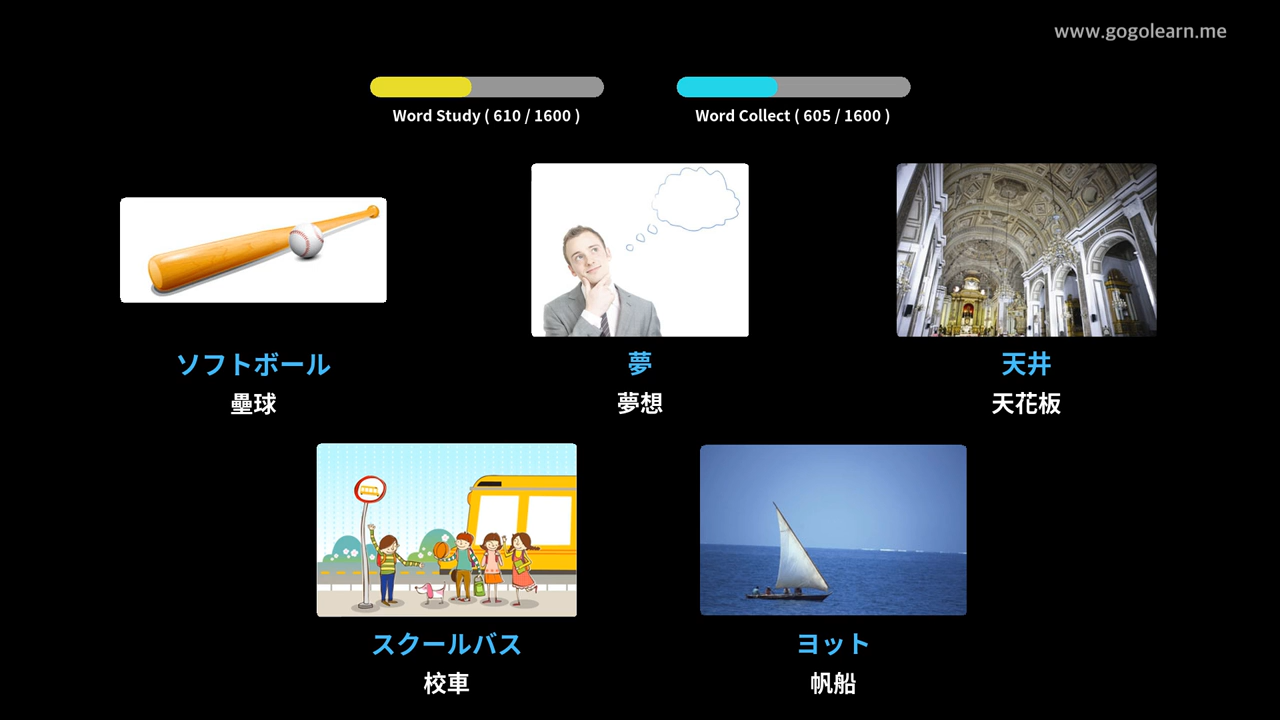 www.gogolearn.me
Word Study ( 610 / 1600 )
Word Collect ( 605 / 1600 )
ソフトボール
壘球
夢
夢想
天井
天花板
スクールバス
校車
ヨット
帆船